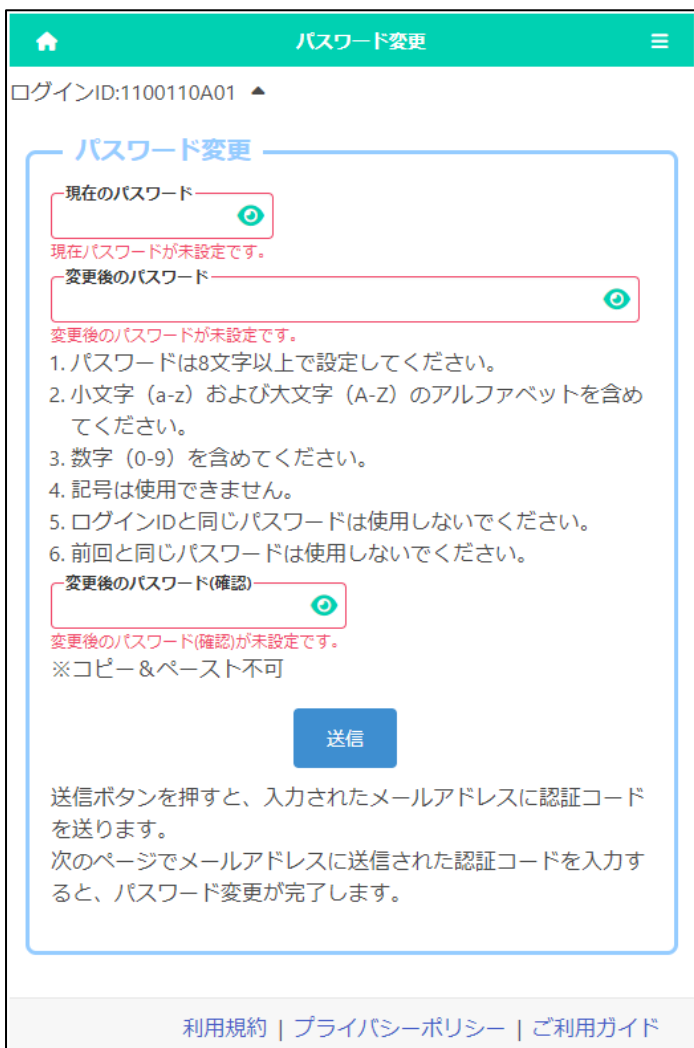 パスワード変更
ログインID:1100110A01
パスワード変更
現在のパスワード
現在パスワードが未設定です。
変更後のパスワード
変更後のパスワードが未設定です。
1. パスワードは8文字以上で設定してください。
2. 小文字（a-z）および大文字（A-Z）のアルファベットを含め
てください。
3. 数字（0-9）を含めてください。
4. 記号は使用できません。
5. ログインIDと同じパスワードは使用しないでください。
6. 前回と同じパスワードは使用しないでください。
変更後のパスワード(確認)
変更後のパスワード(確認)が未設定です。
※コピー＆ペースト不可
送信
送信ボタンを押すと、入力されたメールアドレスに認証コード
を送ります。
次のページでメールアドレスに送信された認証コードを入力す
ると、パスワード変更が完了します。
利用規約 | プライバシーポリシー | ご利用ガイド